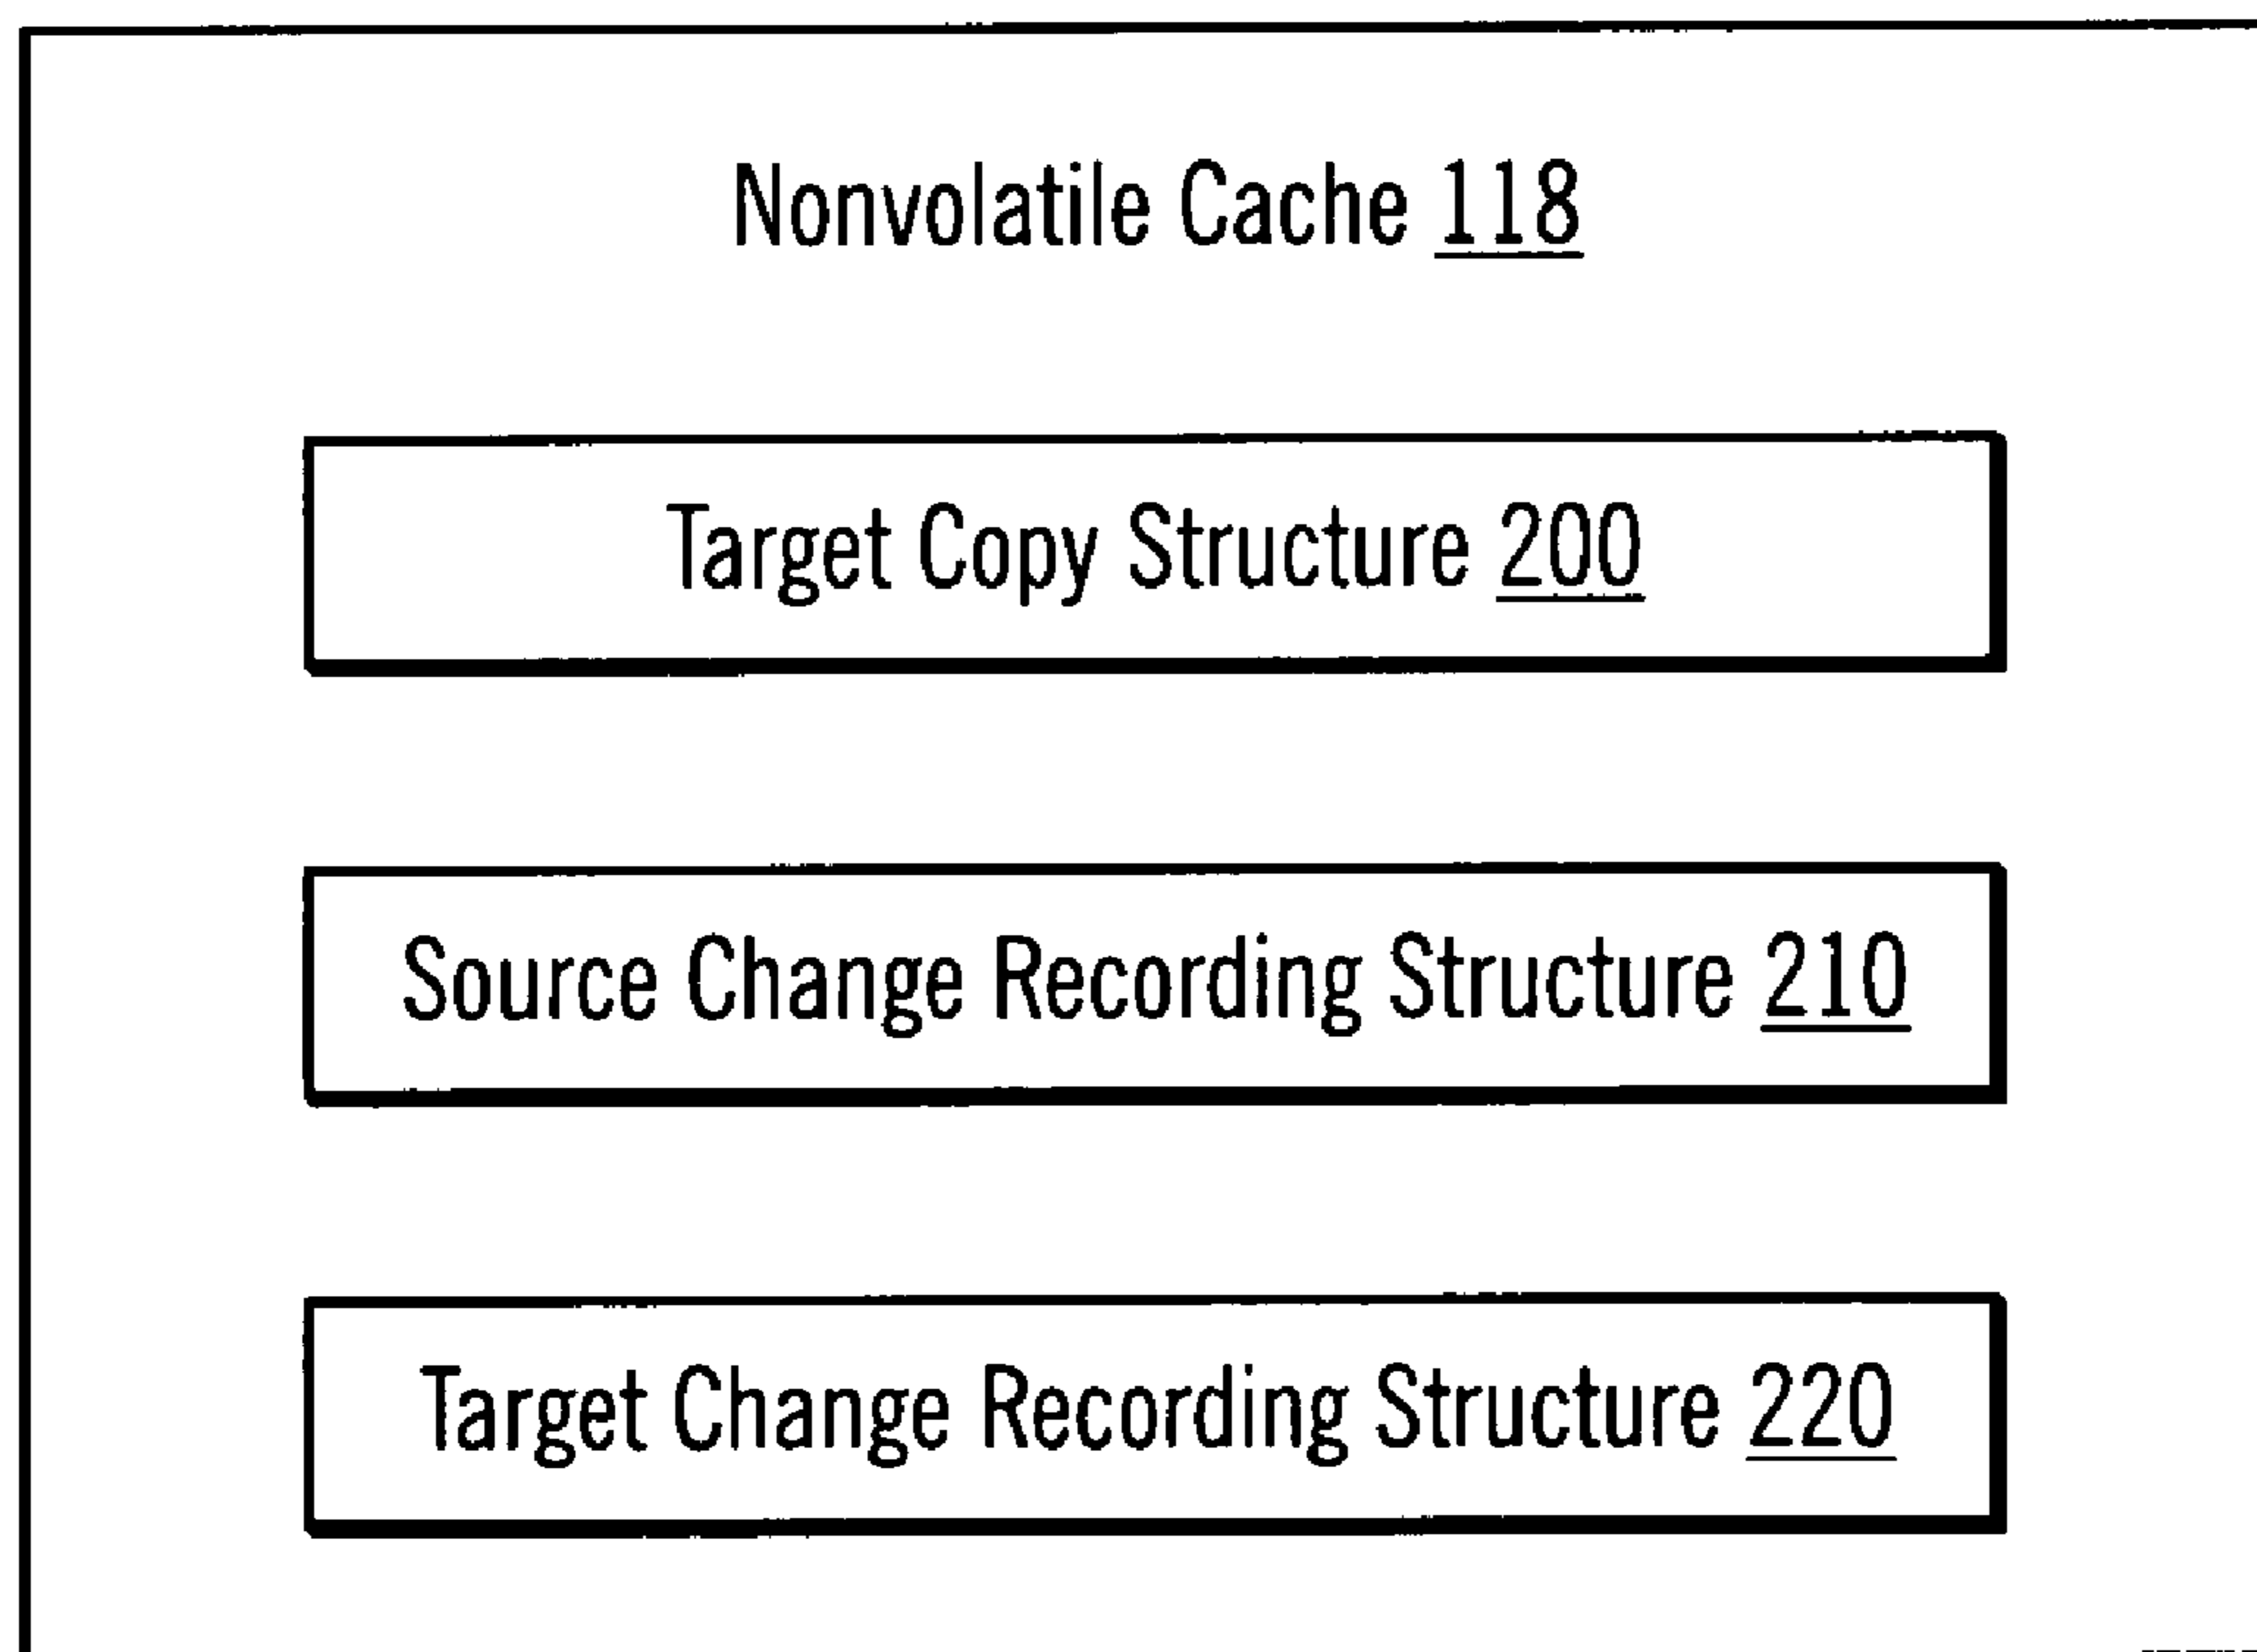 Nonvolatile Cache 118
Target Copy Structure 200
Source Change Recording Structure 210
Target Change Recording Structure 220